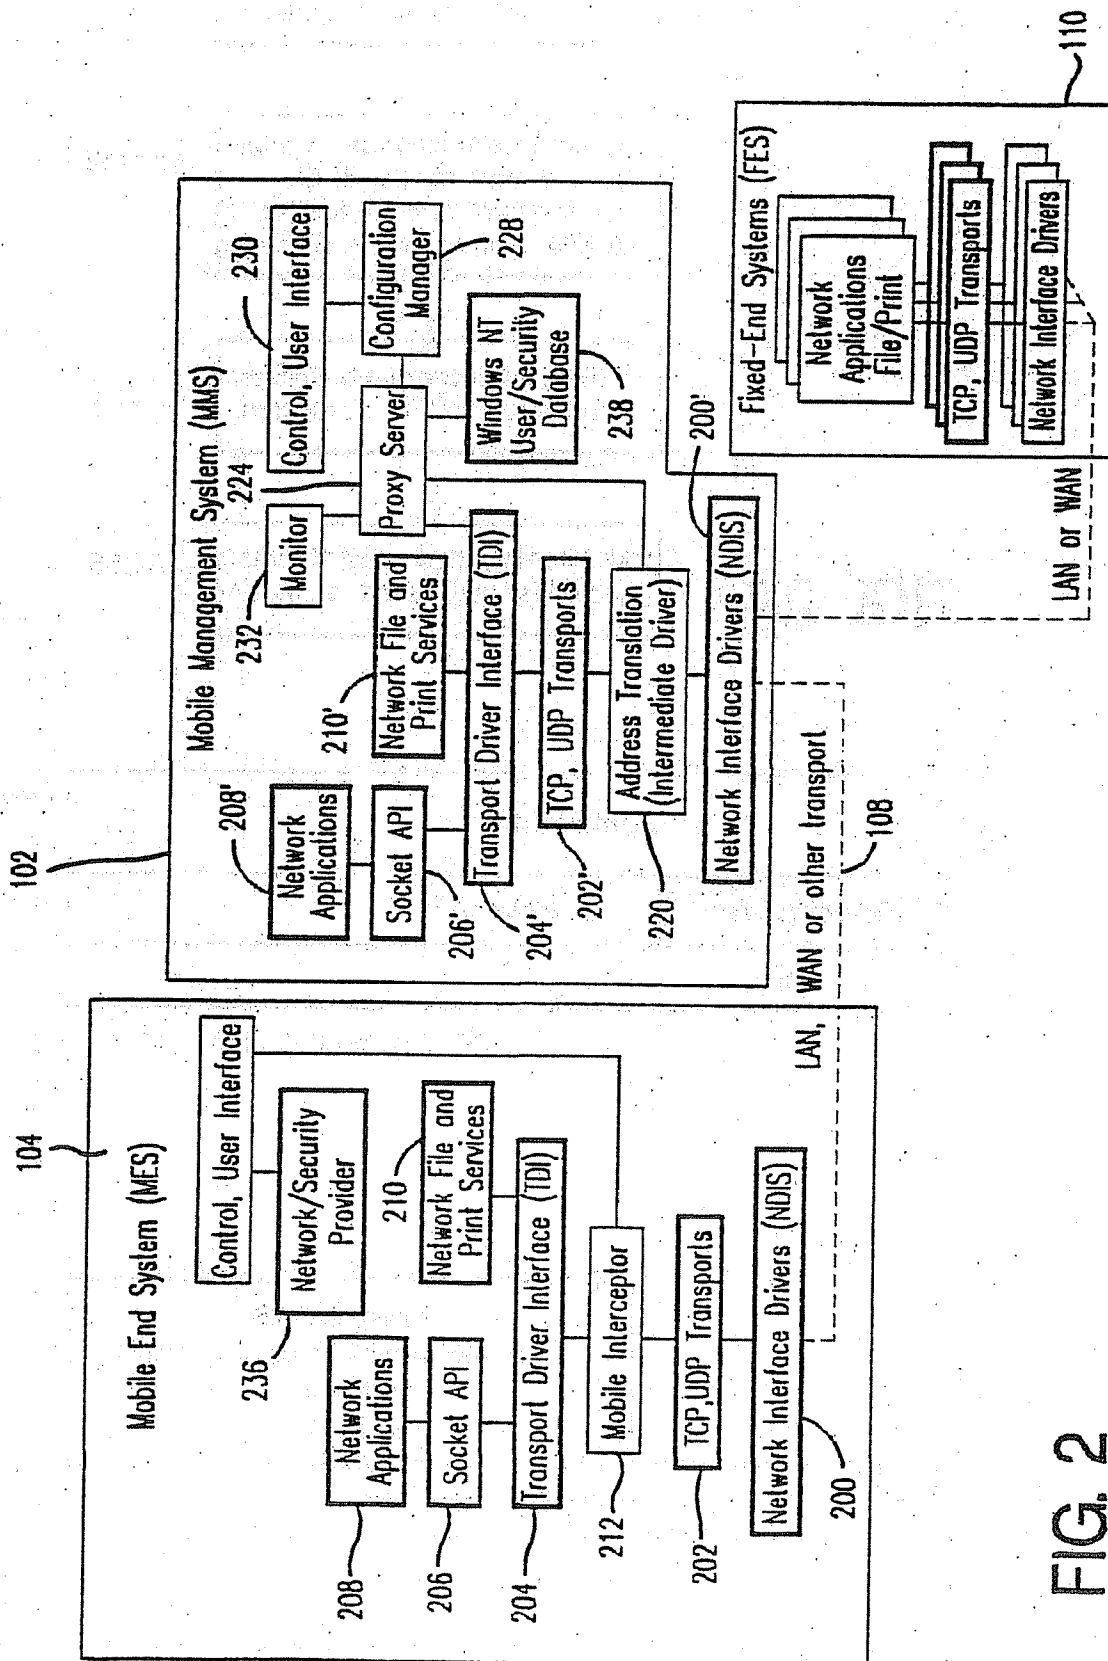 104
Mobile End System (MES)
Control, User Interface
Network/Security
Provider
236
210
Network File and
Print Services
Network
Applications
208
Socket API
206
Transport Driver Interface (TDI)
204
Mobile Interceptor
212
TCP,UDP Transports
202
Network Interface Drivers (NDIS)
200
LAN, WAN or other transport
108
102
Mobile Management System (MMS)
230
Control, User Interface
Configuration
Manager
228
232
Monitor
224
Proxy Server
Windows NT
User/Security
Database
238
208'
Network
Applications
210'
Network File and
Print Services
Socket API
206'
Transport Driver Interface (TDI)
204'
TCP, UDP Transports
202'
Address Translation
(Intermediate Driver)
220
Network Interface Drivers (NDIS)
200'
LAN or WAN
Fixed-End Systems (FES)
Network
Applications
File/Print
TCP, UDP Transports
Network Interface Drivers
110
FIG. 2